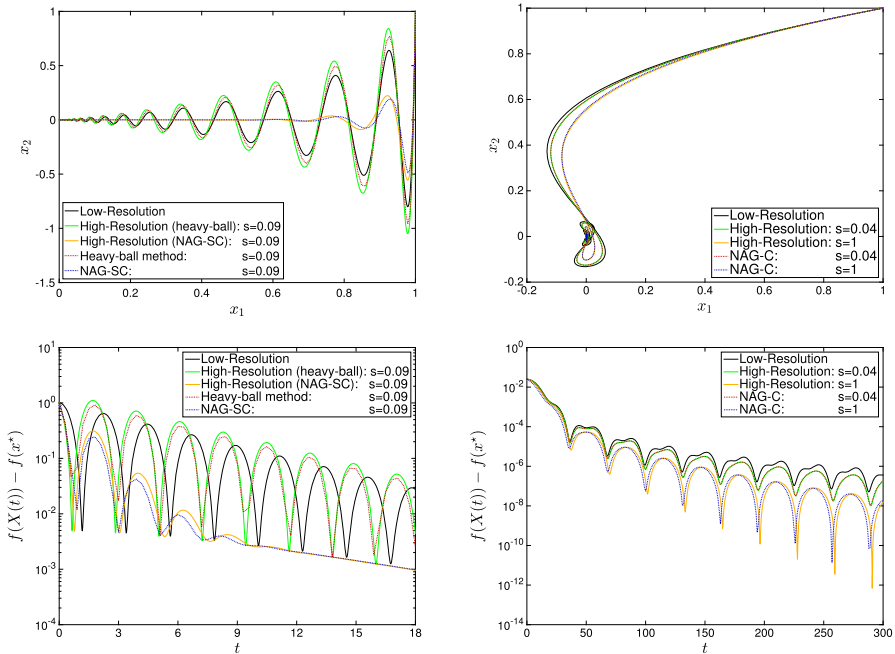 1
0.5
0
-0.5
-1
-1.5
x₂
Low-Resolution
High-Resolution (heavy-ball): s=0.09
High-Resolution (NAG-SC): s=0.09
Heavy-ball method: s=0.09
NAG-SC: s=0.09
0 0.2 0.4 0.6 0.8 1
x₁
1
0.8
0.6
0.4
0.2
0
-0.2
x₂
Low-Resolution
High-Resolution: s=0.04
High-Resolution: s=1
NAG-C: s=0.04
NAG-C: s=1
-0.2 0 0.2 0.4 0.6 0.8 1
x₁
10¹
10⁰
10⁻¹
10⁻²
10⁻³
10⁻⁴
f(X(t)) − f(x⋆)
Low-Resolution
High-Resolution (heavy-ball): s=0.09
High-Resolution (NAG-SC): s=0.09
Heavy-ball method: s=0.09
NAG-SC: s=0.09
0 3 6 9 12 15 18
t
10⁰
10⁻²
10⁻⁴
10⁻⁶
10⁻⁸
10⁻¹⁰
10⁻¹²
10⁻¹⁴
f(X(t)) − f(x⋆)
Low-Resolution
High-Resolution: s=0.04
High-Resolution: s=1
NAG-C: s=0.04
NAG-C: s=1
0 50 100 150 200 250 300
t